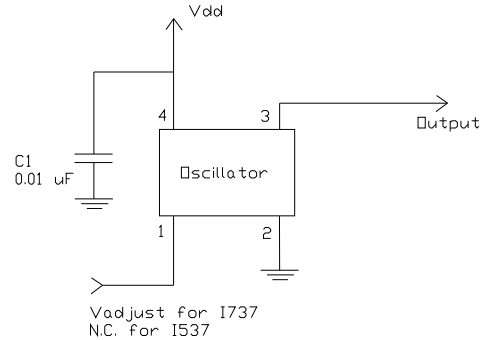 Vdd
4
3
Output
C1
0.01 uF
Oscillator
1
2
Vadjust for I737
N.C. for I537